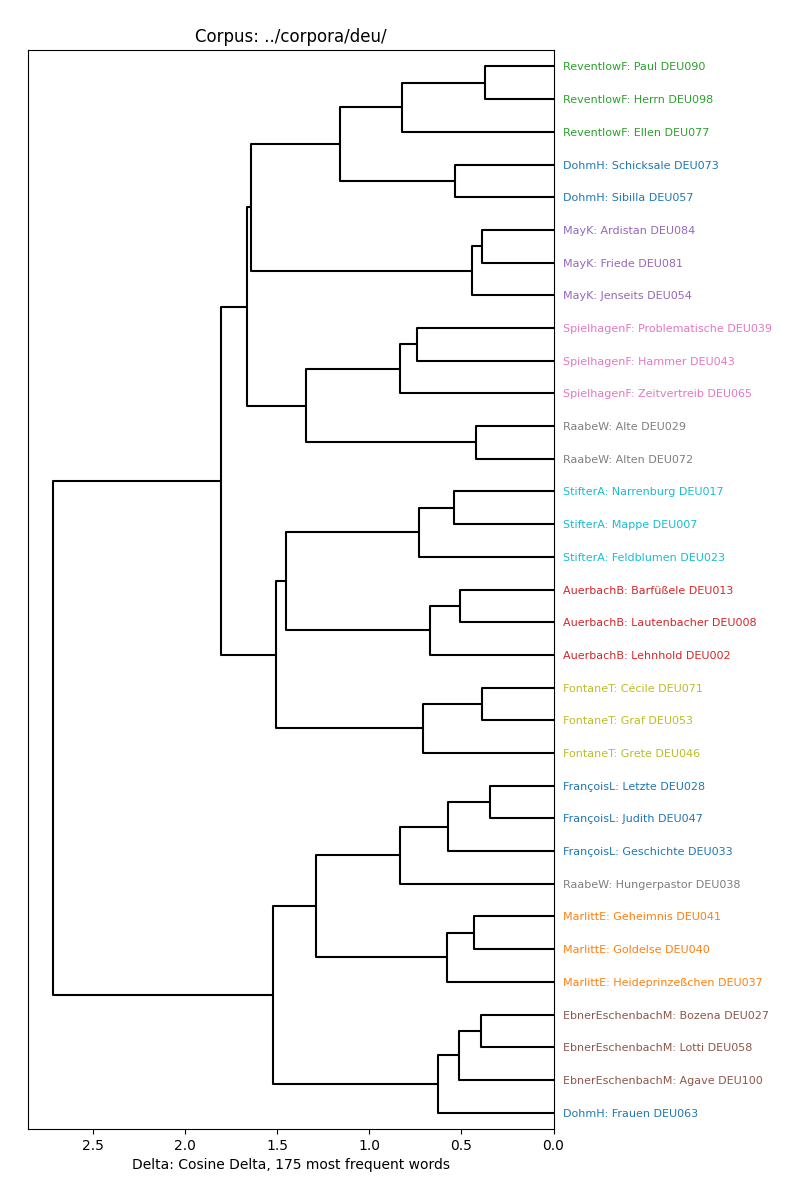 Corpus: ../corpora/deu/
ReventlowF: Paul DEU090
ReventlowF: Herrn DEU098
ReventlowF: Ellen DEU077
DohmH: Schicksale DEU073
DohmH: Sibilla DEU057
MayK: Ardistan DEU084
MayK: Friede DEU081
MayK: Jenseits DEU054
SpielhagenF: Problematische DEU039
SpielhagenF: Hammer DEU043
SpielhagenF: Zeitvertreib DEU065
RaabeW: Alte DEU029
RaabeW: Alten DEU072
StifterA: Narrenburg DEU017
StifterA: Mappe DEU007
StifterA: Feldblumen DEU023
AuerbachB: Barfüßele DEU013
AuerbachB: Lautenbacher DEU008
AuerbachB: Lehnhold DEU002
FontaneT: Cécile DEU071
FontaneT: Graf DEU053
FontaneT: Grete DEU046
FrançoisL: Letzte DEU028
FrançoisL: Judith DEU047
FrançoisL: Geschichte DEU033
RaabeW: Hungerpastor DEU038
MarlittE: Geheimnis DEU041
MarlittE: Goldelse DEU040
MarlittE: Heideprinzeßchen DEU037
EbnerEschenbachM: Bozena DEU027
EbnerEschenbachM: Lotti DEU058
EbnerEschenbachM: Agave DEU100
DohmH: Frauen DEU063
2.5 2.0 1.5 1.0 0.5 0.0
Delta: Cosine Delta, 175 most frequent words